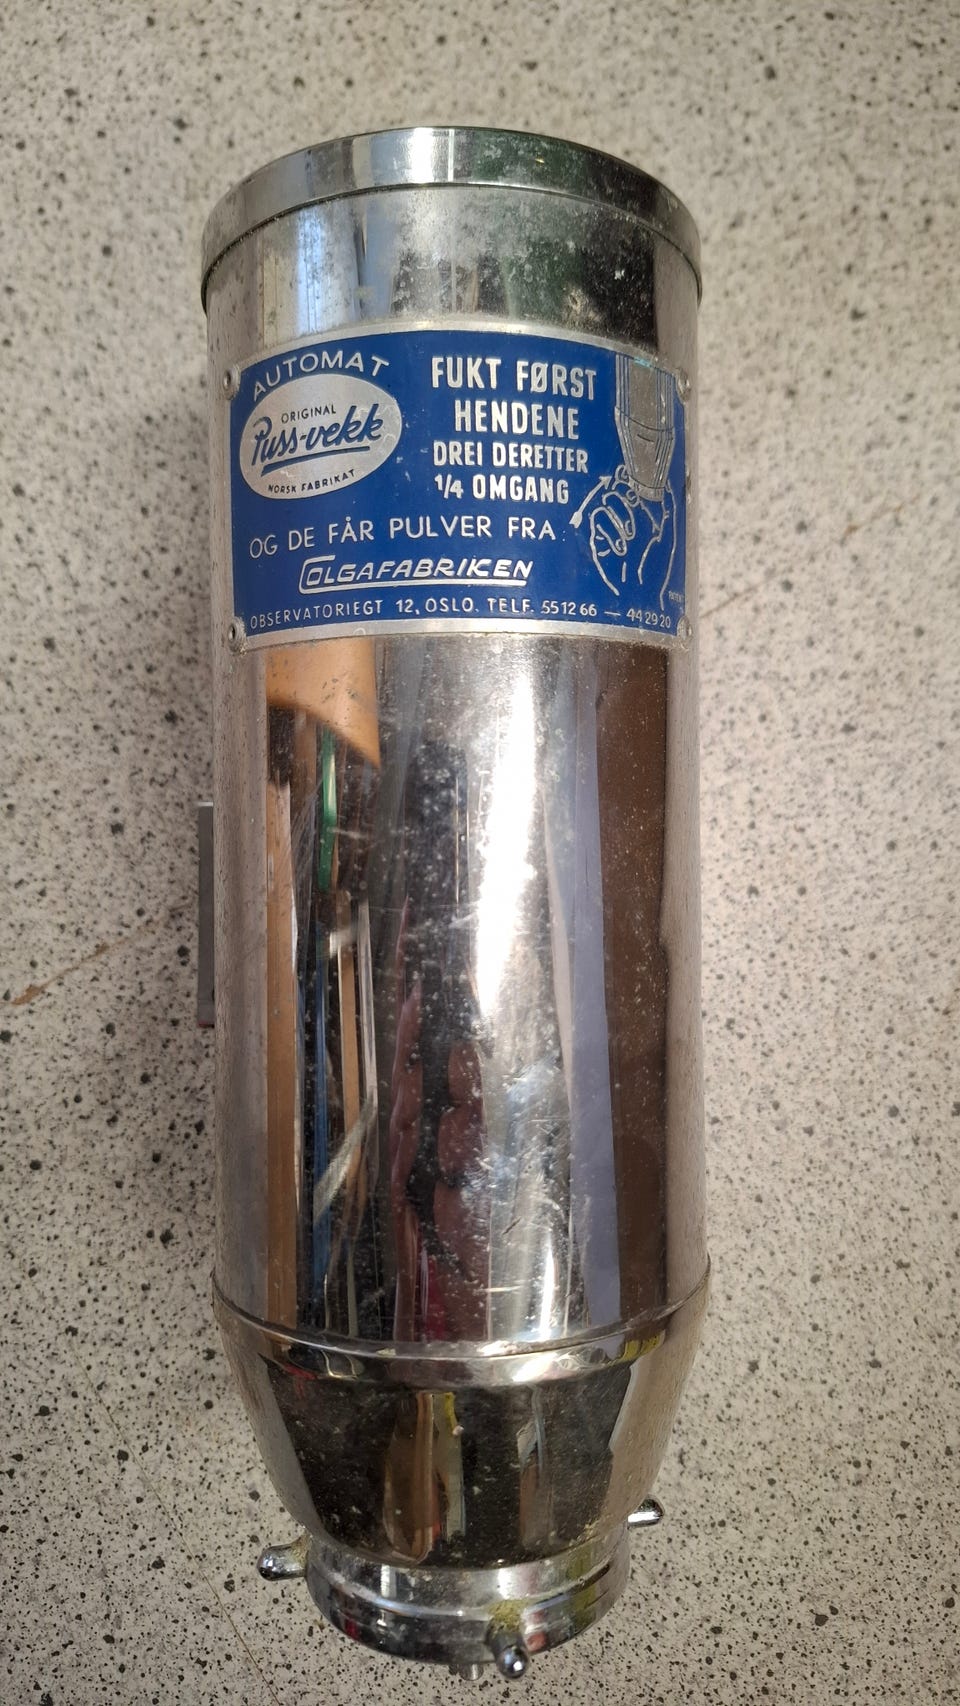 AUTOMAT
ORIGINAL
Puss-vekk
NORSK FABRIKAT
FUKT FØRST
HENDENE
DREI DERETTER
1/4 OMGANG
OG DE FÅR PULVER FRA
COLGAFABRIKEN
OBSERVATORIEGT 12, OSLO. TELF. 551266 — 442920